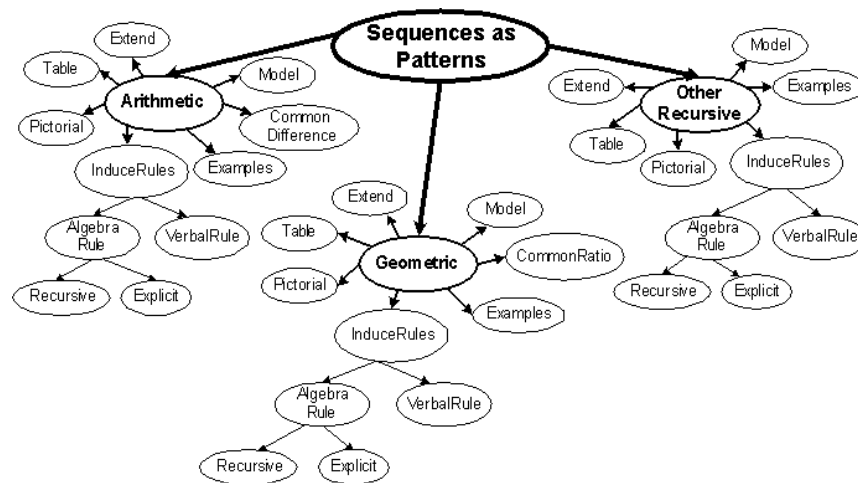 Sequences as
Patterns
Extend
Table
Model
Arithmetic
Pictorial
Common
Difference
InduceRules
Examples
Algebra
Rule
VerbalRule
Recursive
Explicit
Extend
Table
Model
Geometric
CommonRatio
Pictorial
Examples
InduceRules
Algebra
Rule
VerbalRule
Recursive
Explicit
Model
Extend
Examples
Other
Recursive
Table
Pictorial
InduceRules
Algebra
Rule
VerbalRule
Recursive
Explicit